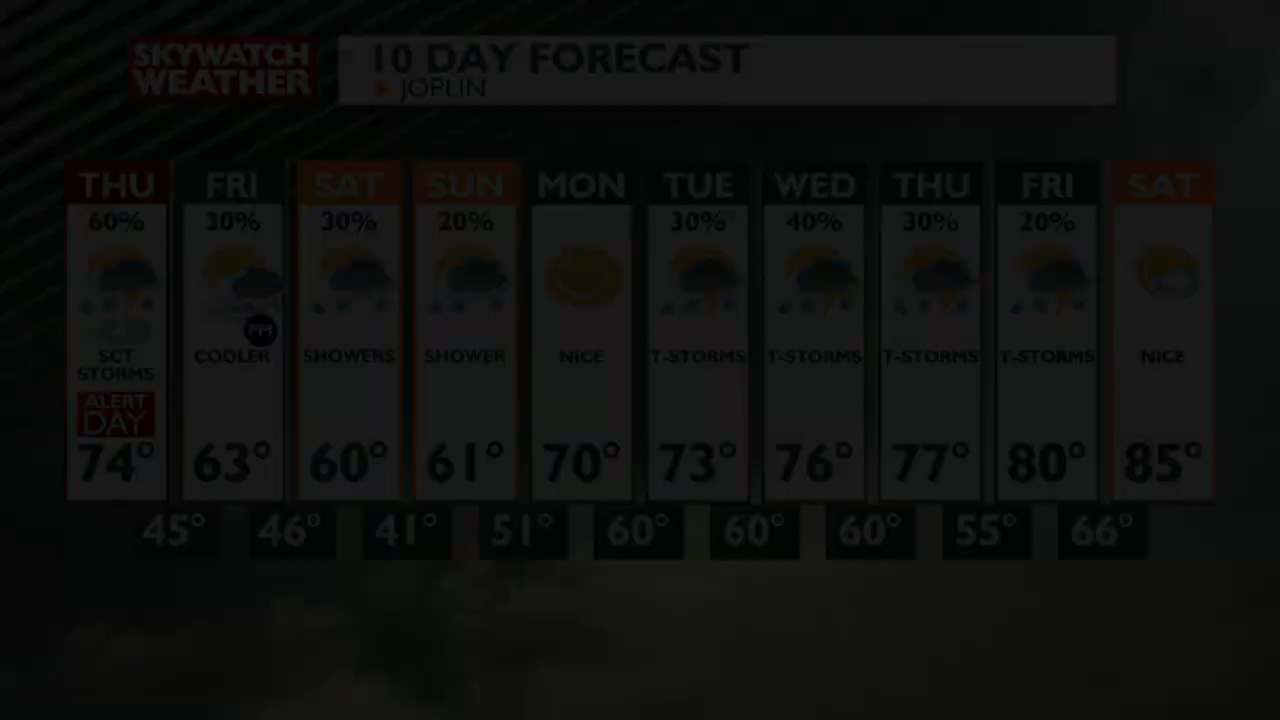 SKYWATCH
WEATHER
10 DAY FORECAST
JOPLIN
THU FRI SAT SUN MON TUE WED THU FRI SAT
60% 30% 30% 20% 30% 40% 30% 20%
PM
SCT COOLER SHOWERS SHOWER NICE T-STORMS T-STORMS T-STORMS T-STORMS NICE
STORMS
ALERT
DAY
74° 63° 60° 61° 70° 73° 76° 77° 80° 85°
45° 46° 41° 51° 60° 60° 60° 55° 66°